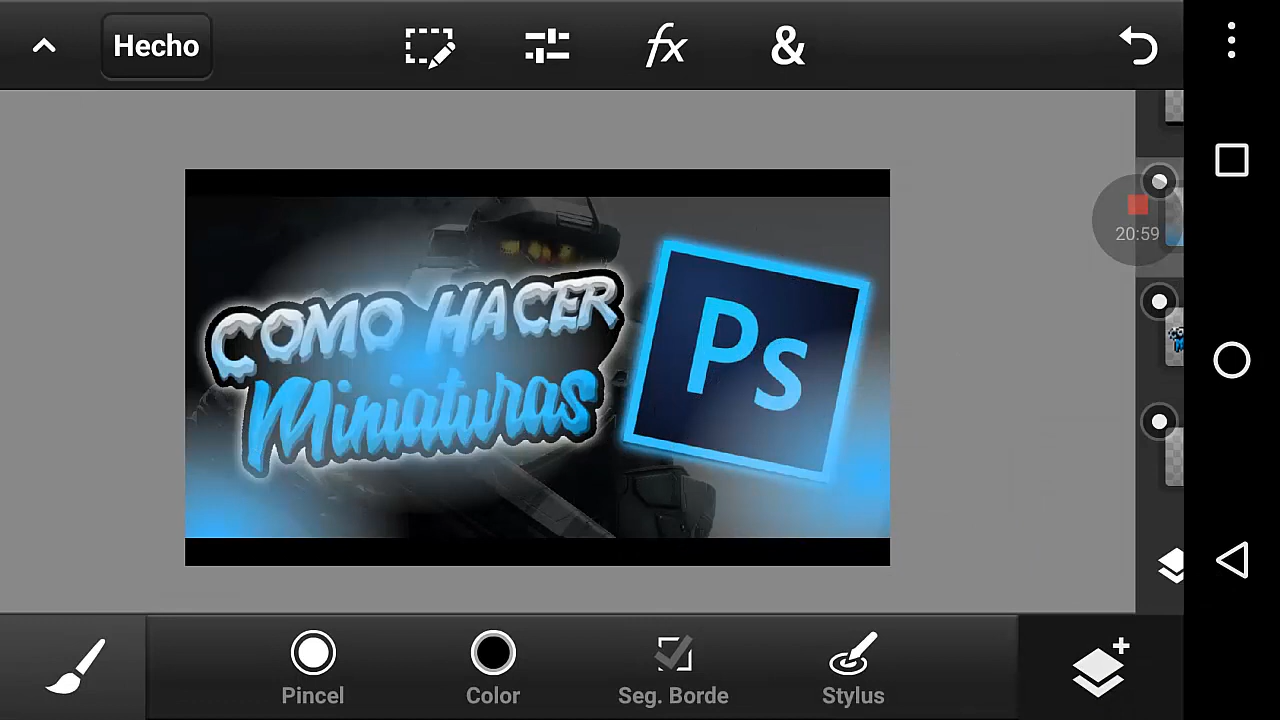 Hecho
fx
&
20:59
COMO HACER
Miniaturas
Ps
Pincel
Color
Seg. Borde
Stylus